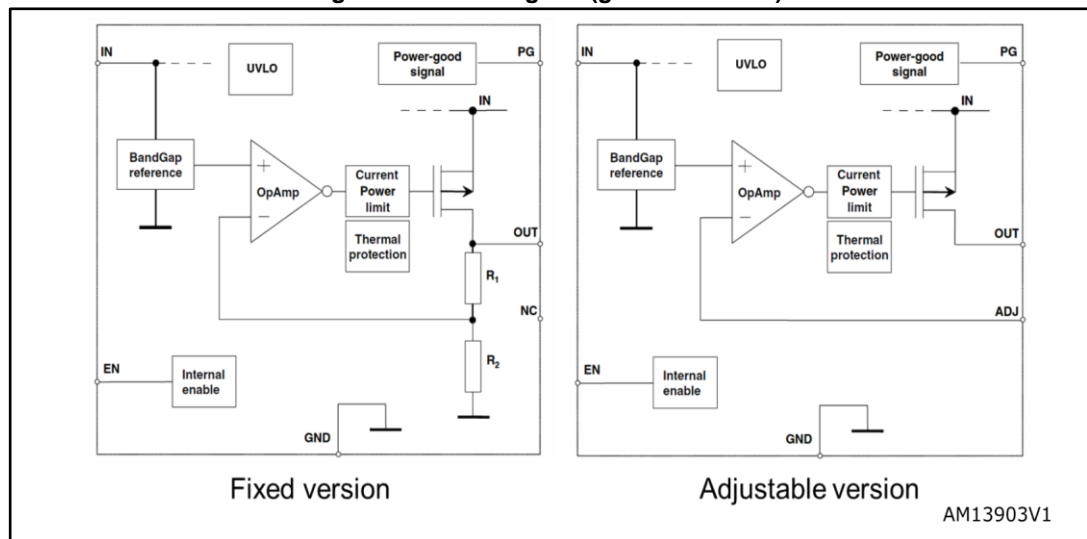 IN
UVLO
Power-good
signal
PG
IN
BandGap
reference
+
OpAmp
−
Current
Power
limit
Thermal
protection
OUT
R1
NC
R2
EN
Internal
enable
GND
Fixed version
IN
UVLO
Power-good
signal
PG
IN
BandGap
reference
+
OpAmp
−
Current
Power
limit
Thermal
protection
OUT
ADJ
EN
Internal
enable
GND
Adjustable version
AM13903V1